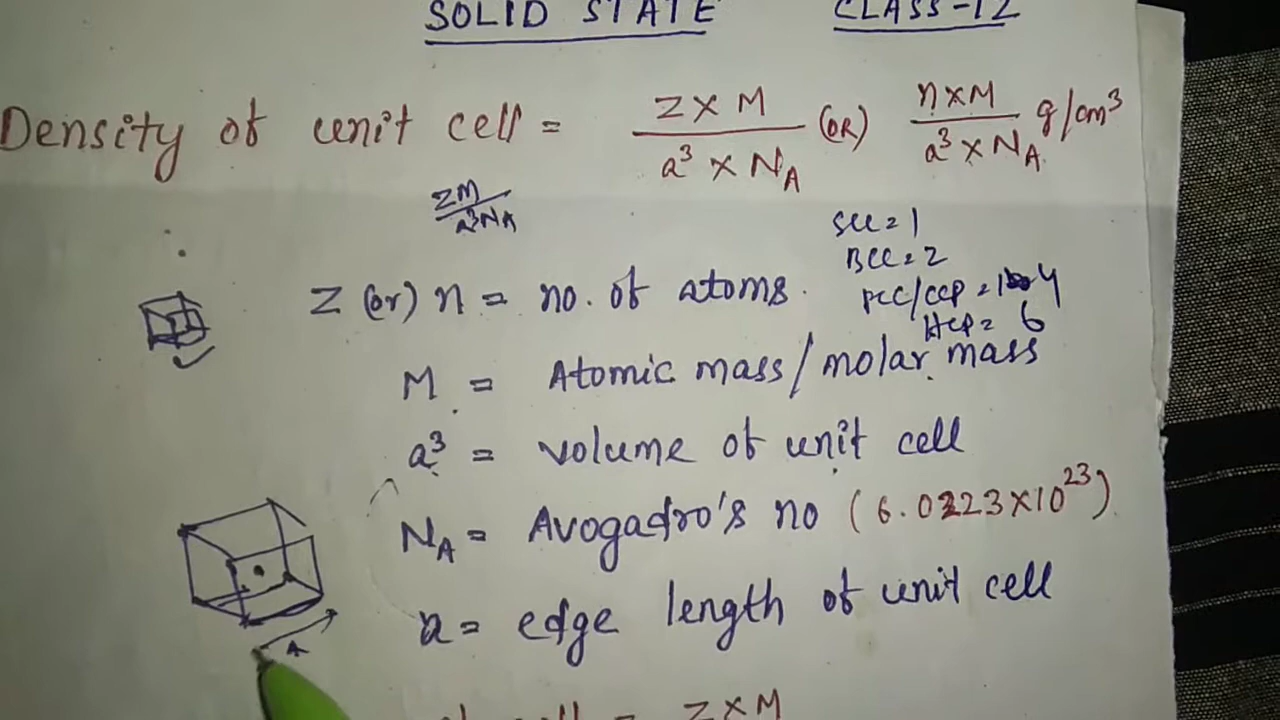 SOLID STATE CLASS-12
Density of unit cell = Z×M / a³ × NA (OR) n×M / a³ × NA g/cm³
ZM / a³NA
SCC = 1
BCC = 2
Z (or) n = no. of atoms.
FCC/CCP = 4
HCP = 6
M = Atomic mass/molar mass
a³ = volume of unit cell
NA = Avogadro's no (6.0223×10²³)
a = edge length of unit cell
A
cell = Z×M